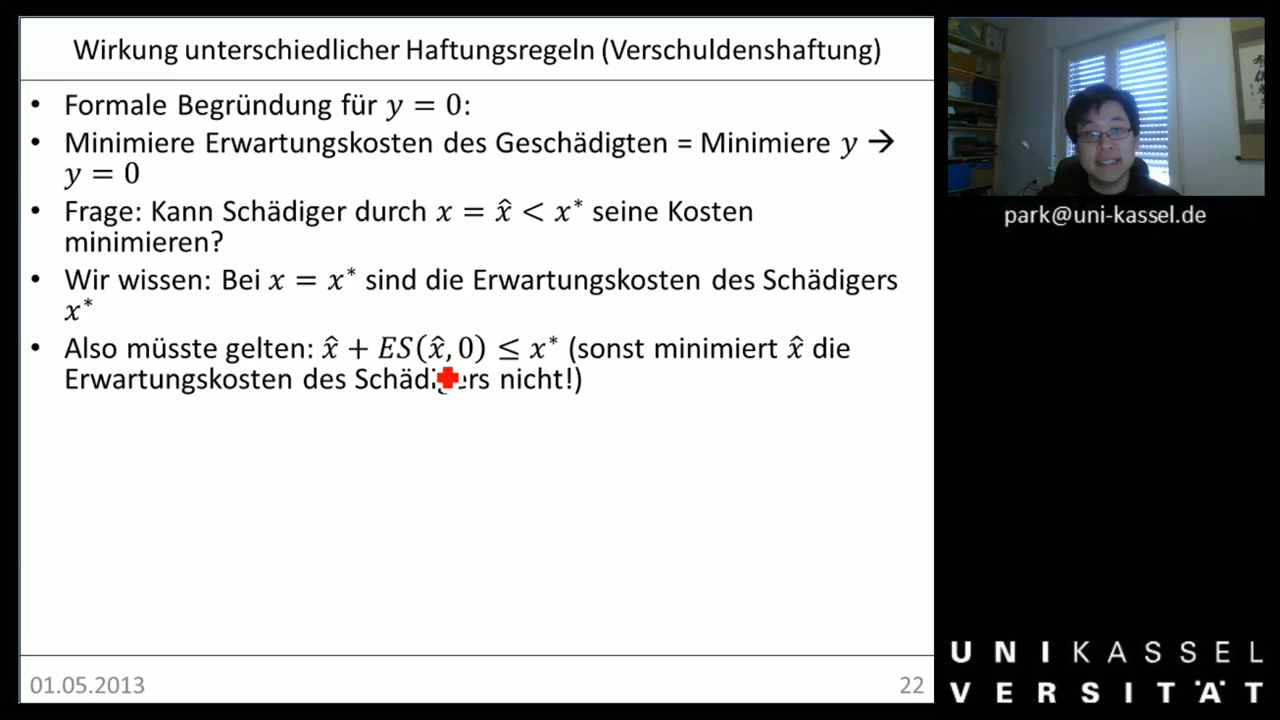 Wirkung unterschiedlicher Haftungsregeln (Verschuldenshaftung)
• Formale Begründung für y = 0:
• Minimiere Erwartungskosten des Geschädigten = Minimiere y →
y = 0
• Frage: Kann Schädiger durch x = x̂ < x* seine Kosten
minimieren?
• Wir wissen: Bei x = x* sind die Erwartungskosten des Schädigers
x*
• Also müsste gelten: x̂ + ES(x̂, 0) ≤ x* (sonst minimiert x̂ die
Erwartungskosten des Schädigers nicht!)
01.05.2013
22
park@uni-kassel.de
UNIKASSEL
VERSITÄT